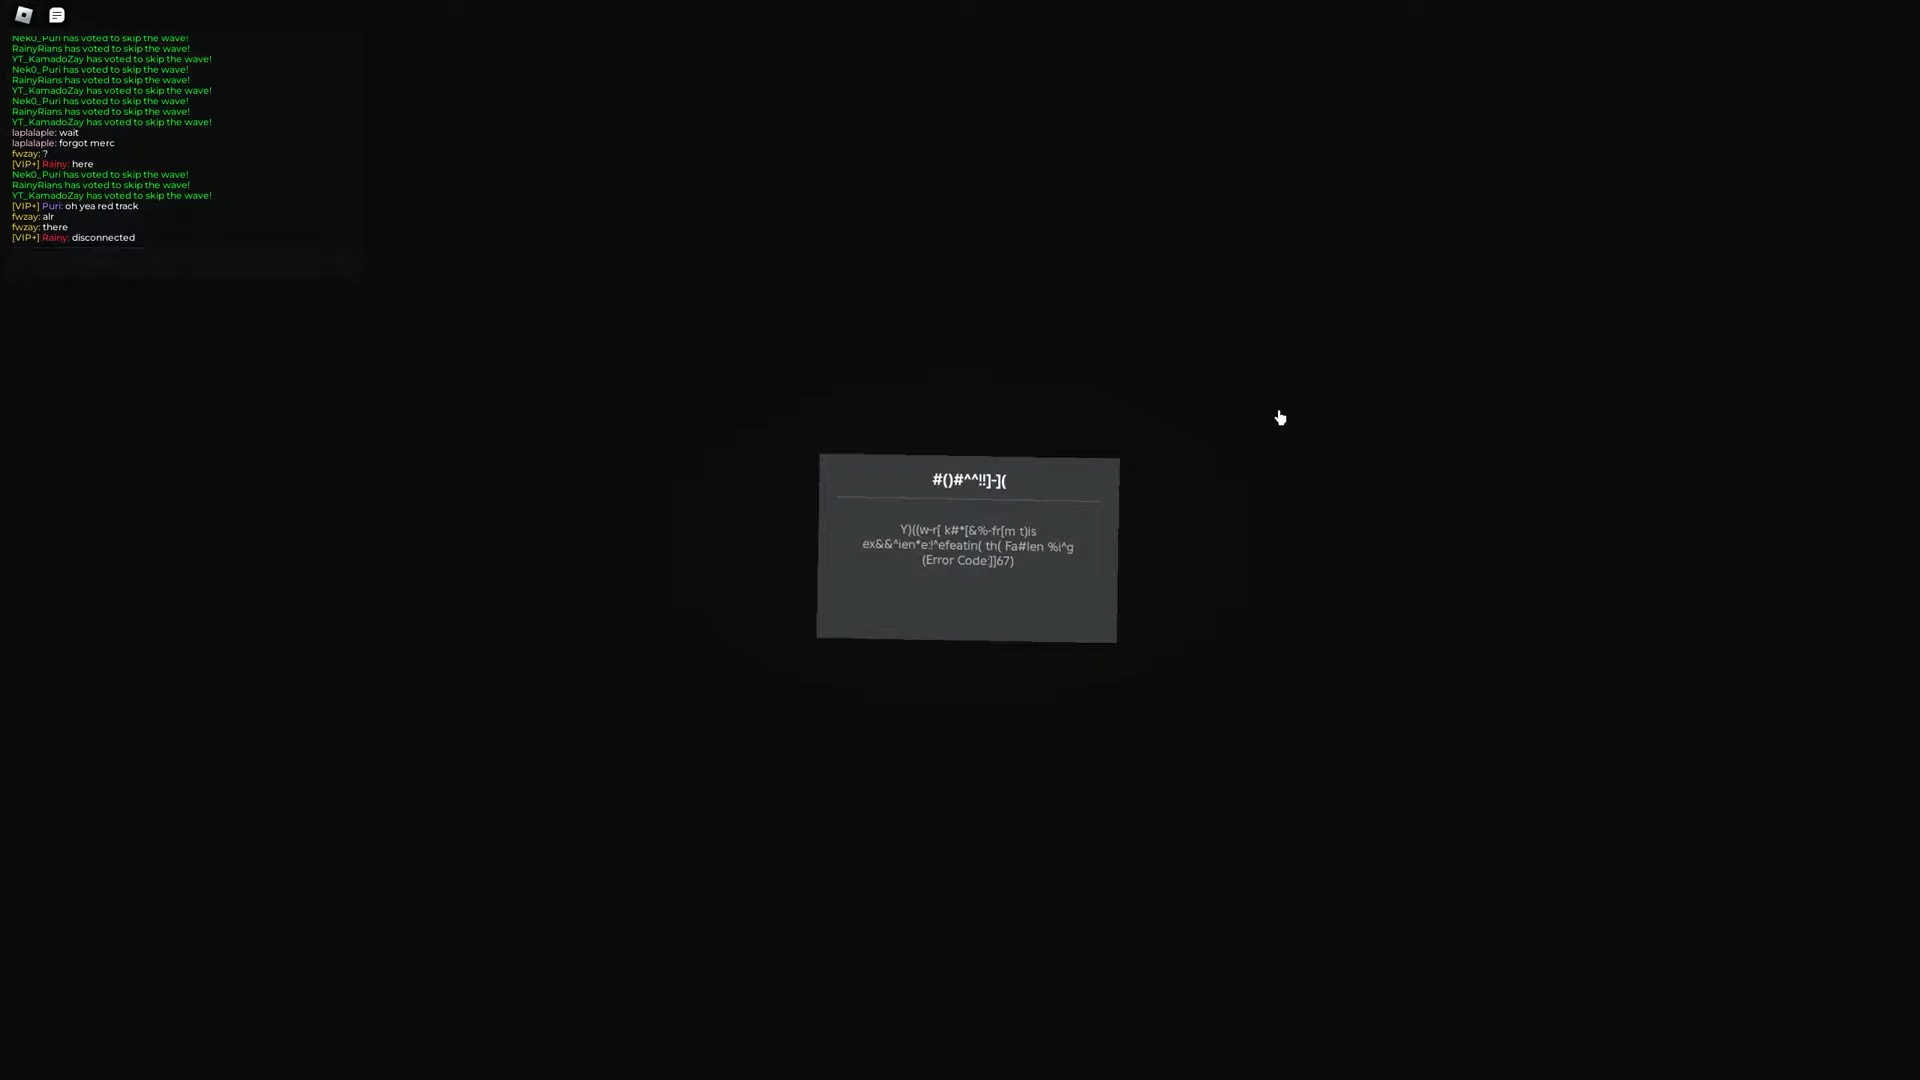 Nek0_Puri has voted to skip the wave!
RainyRians has voted to skip the wave!
YT_KamadoZay has voted to skip the wave!
Nek0_Puri has voted to skip the wave!
RainyRians has voted to skip the wave!
YT_KamadoZay has voted to skip the wave!
Nek0_Puri has voted to skip the wave!
RainyRians has voted to skip the wave!
YT_KamadoZay has voted to skip the wave!
laplalaple: wait
laplalaple: forgot merc
fwzay: ?
[VIP+] Rainy: here
Nek0_Puri has voted to skip the wave!
RainyRians has voted to skip the wave!
YT_KamadoZay has voted to skip the wave!
[VIP+] Puri: oh yea red track
fwzay: alr
fwzay: there
[VIP+] Rainy: disconnected
#()#^^!!]-](
Y)((w-r[ k#*[&%-fr[m t)is
ex&&^ien*e:!^efeatin( th( Fa#len %i^g
(Error Code:]]67)